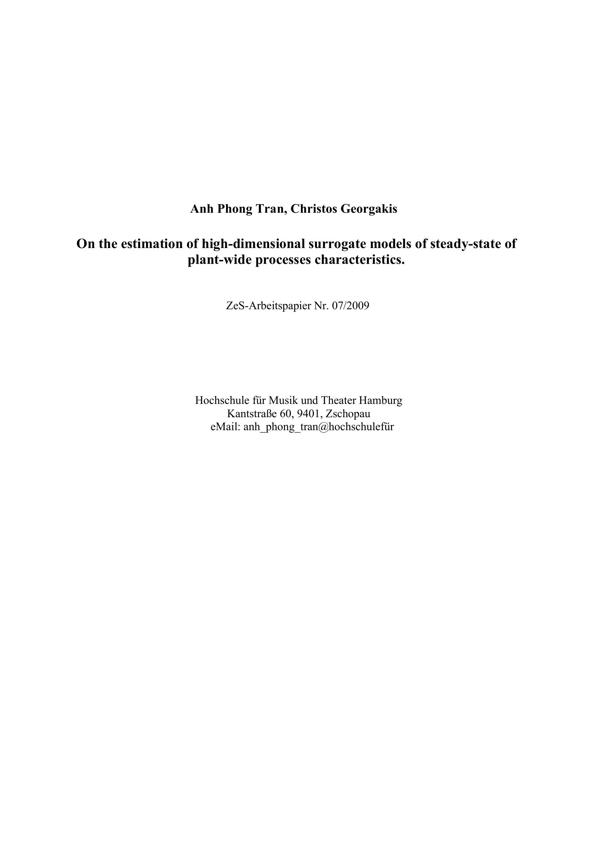 Anh Phong Tran, Christos Georgakis
On the estimation of high-dimensional surrogate models of steady-state of
plant-wide processes characteristics.
ZeS-Arbeitspapier Nr. 07/2009
Hochschule für Musik und Theater Hamburg
Kantstraße 60, 9401, Zschopau
eMail: anh_phong_tran@hochschulefür